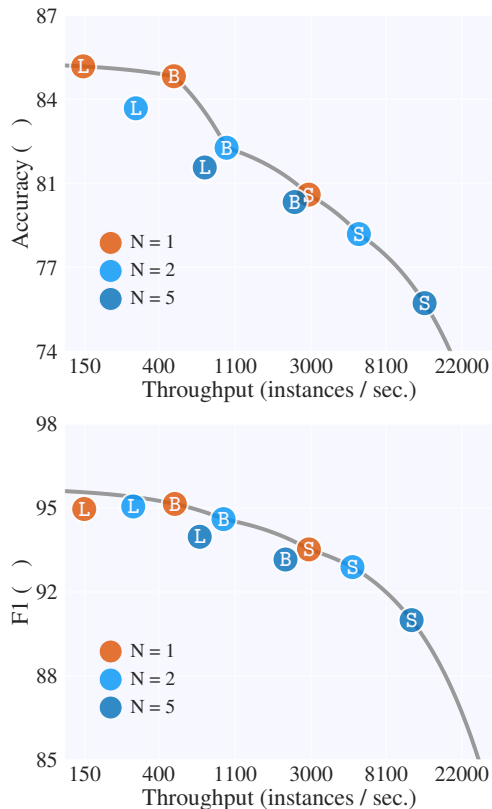 87
84
81
77
74
Accuracy ( )
L
B
L
B
L
B S
S
S
N = 1
N = 2
N = 5
150 400 1100 3000 8100 22000
Throughput (instances / sec.)
98
95
92
88
85
F1 ( )
L L B
B
L
S
B
S
S
N = 1
N = 2
N = 5
150 400 1100 3000 8100 22000
Throughput (instances / sec.)